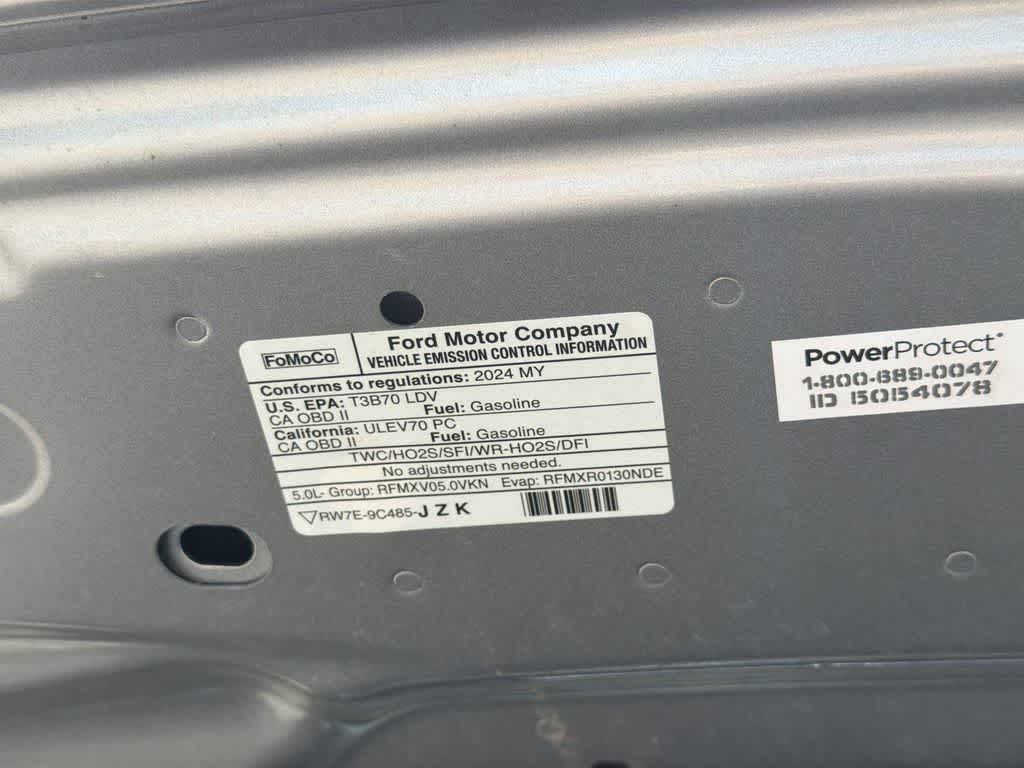 FoMoCo
Ford Motor Company
VEHICLE EMISSION CONTROL INFORMATION
Conforms to regulations: 2024 MY
U.S. EPA: T3B70 LDV
CA OBD II Fuel: Gasoline
California: ULEV70 PC
CA OBD II Fuel: Gasoline
TWC/HO2S/SFI/WR-HO2S/DFI
No adjustments needed.
5.0L- Group: RFMXV05.0VKN Evap: RFMXR0130NDE
RW7E-9C485-JZK
PowerProtect
1-800-689-0047
ID 5054078